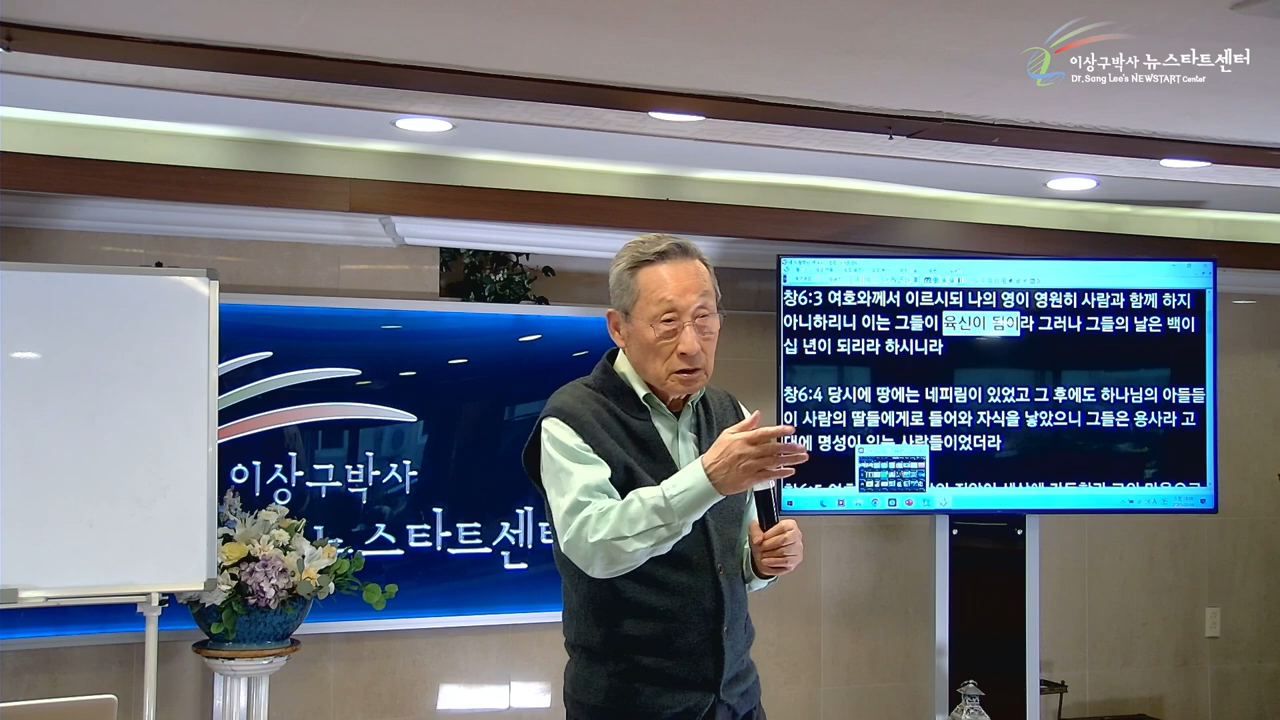 이상구박사 뉴스타트센터
Dr. Sang Lee's NEWSTART Center
창6:3 여호와께서 이르시되 나의 영이 영원히 사람과 함께 하지
아니하리니 이는 그들이 육신이 됨이라 그러나 그들의 날은 백이
십 년이 되리라 하시니라
창6:4 당시에 땅에는 네피림이 있었고 그 후에도 하나님의 아들들
이 사람의 딸들에게로 들어와 자식을 낳았으니 그들은 용사라 고
대에 명성이 있는 사람들이었더라
이상구박사
뉴스타트센터